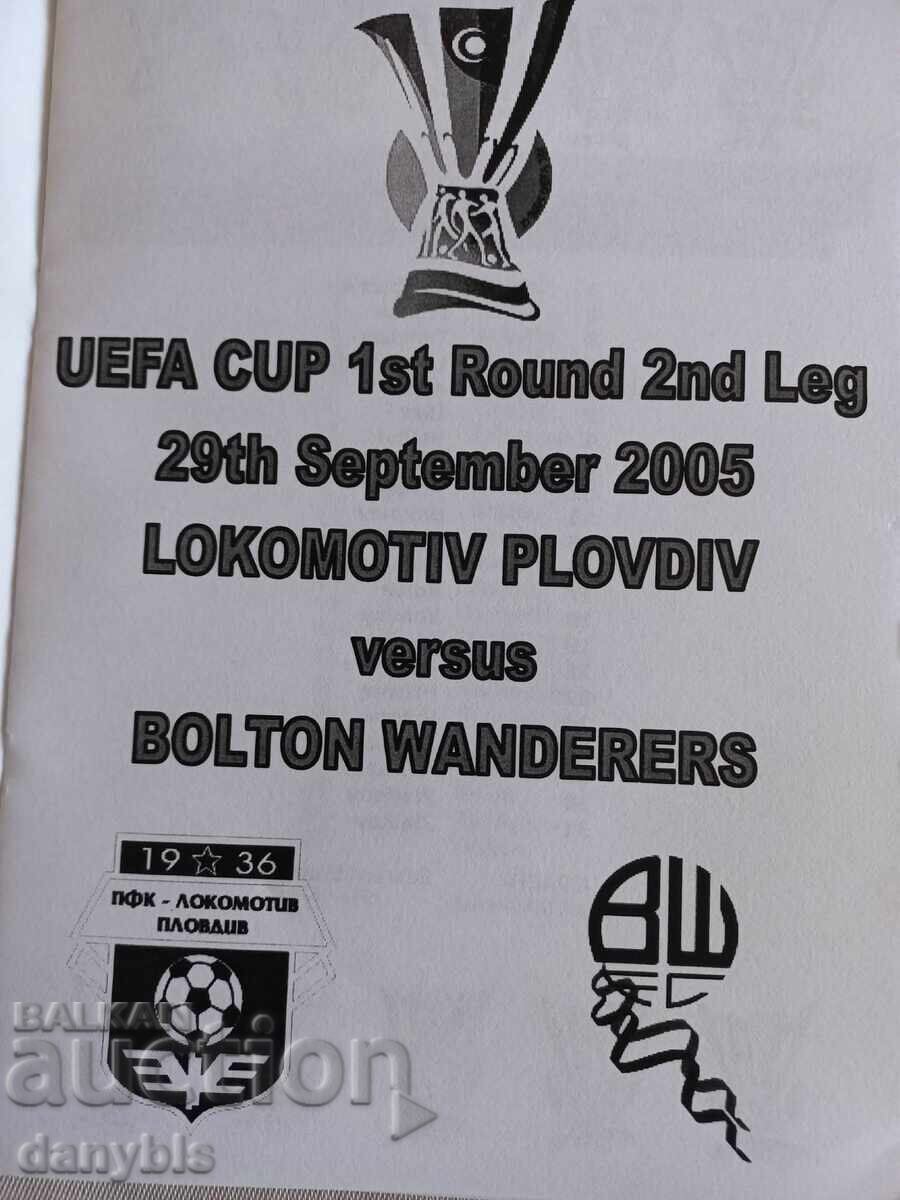 UEFA CUP 1st Round 2nd Leg
29th September 2005
LOKOMOTIV PLOVDIV
versus
BOLTON WANDERERS
19 36
ПФК - ЛОКОМОТИВ
ПЛОВДИВ
BW
FC
BALKAN
auction
danybls